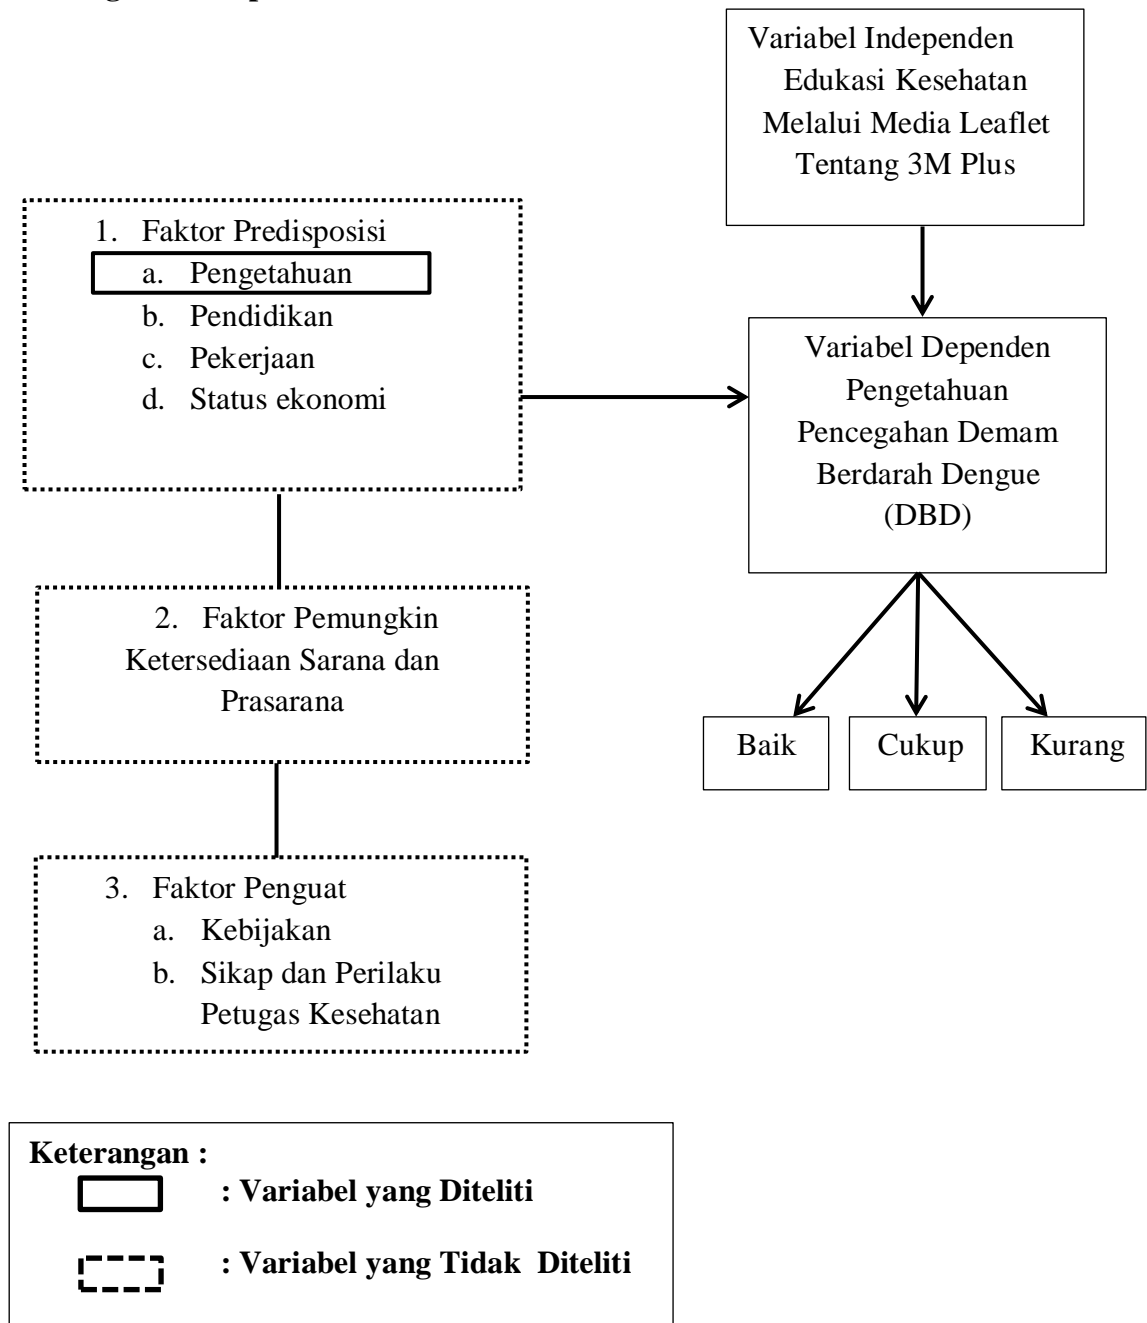 Variabel Independen
Edukasi Kesehatan
Melalui Media Leaflet
Tentang 3M Plus
1. Faktor Predisposisi
a. Pengetahuan
b. Pendidikan
c. Pekerjaan
d. Status ekonomi
Variabel Dependen
Pengetahuan
Pencegahan Demam
Berdarah Dengue
(DBD)
2. Faktor Pemungkin
Ketersediaan Sarana dan
Prasarana
Baik
Cukup
Kurang
3. Faktor Penguat
a. Kebijakan
b. Sikap dan Perilaku
Petugas Kesehatan
Keterangan :
: Variabel yang Diteliti
: Variabel yang Tidak Diteliti